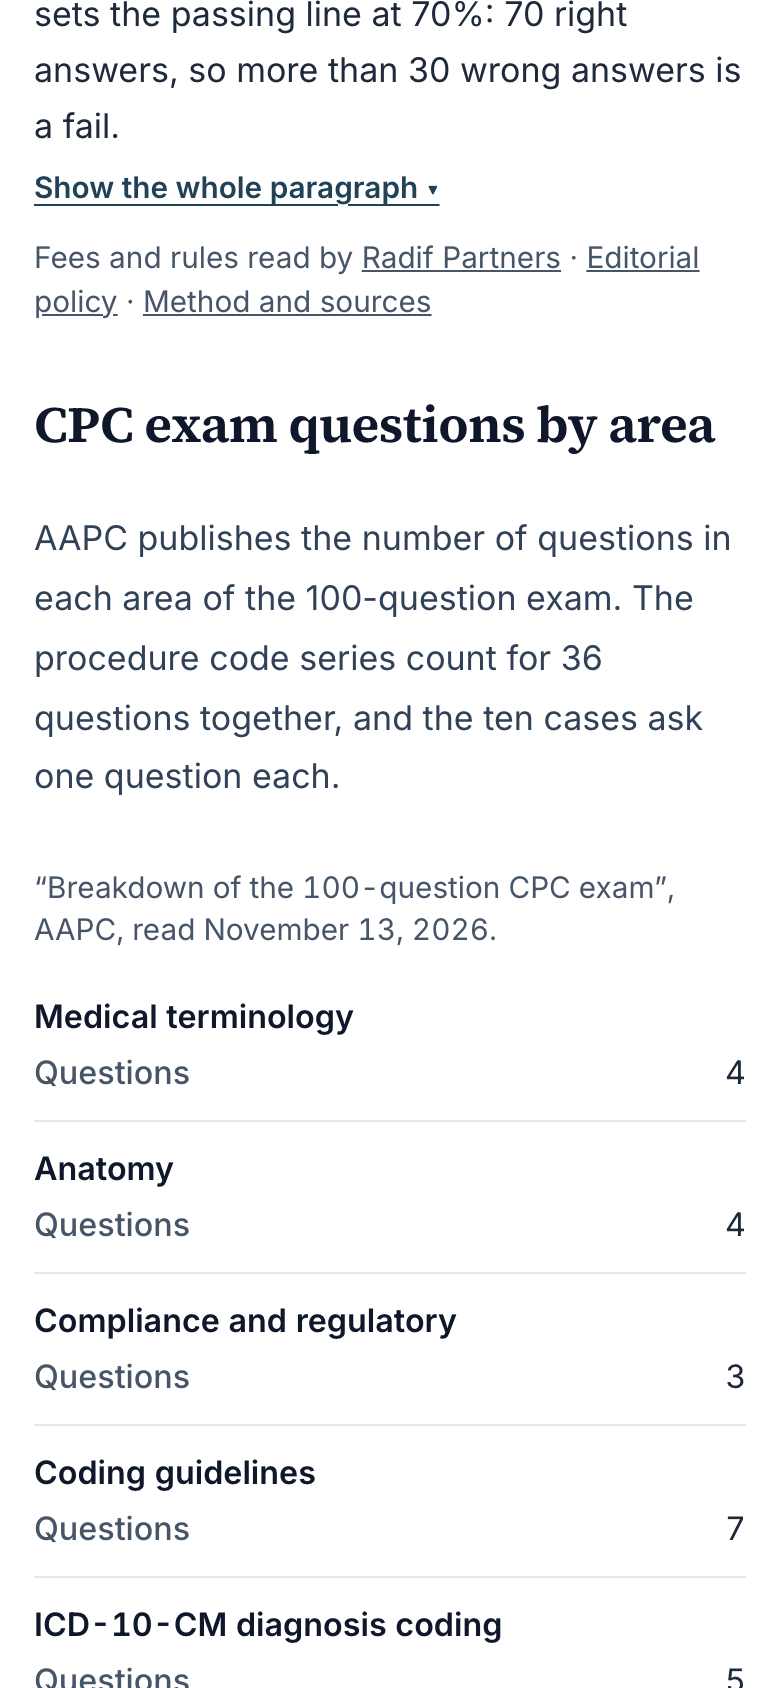 sets the passing line at 70%: 70 right
answers, so more than 30 wrong answers is
a fail.
Show the whole paragraph ▾
Fees and rules read by Radif Partners · Editorial
policy · Method and sources
CPC exam questions by area
AAPC publishes the number of questions in
each area of the 100-question exam. The
procedure code series count for 36
questions together, and the ten cases ask
one question each.
“Breakdown of the 100-question CPC exam”,
AAPC, read November 13, 2026.
Medical terminology
Questions 4
Anatomy
Questions 4
Compliance and regulatory
Questions 3
Coding guidelines
Questions 7
ICD-10-CM diagnosis coding
Questions 5